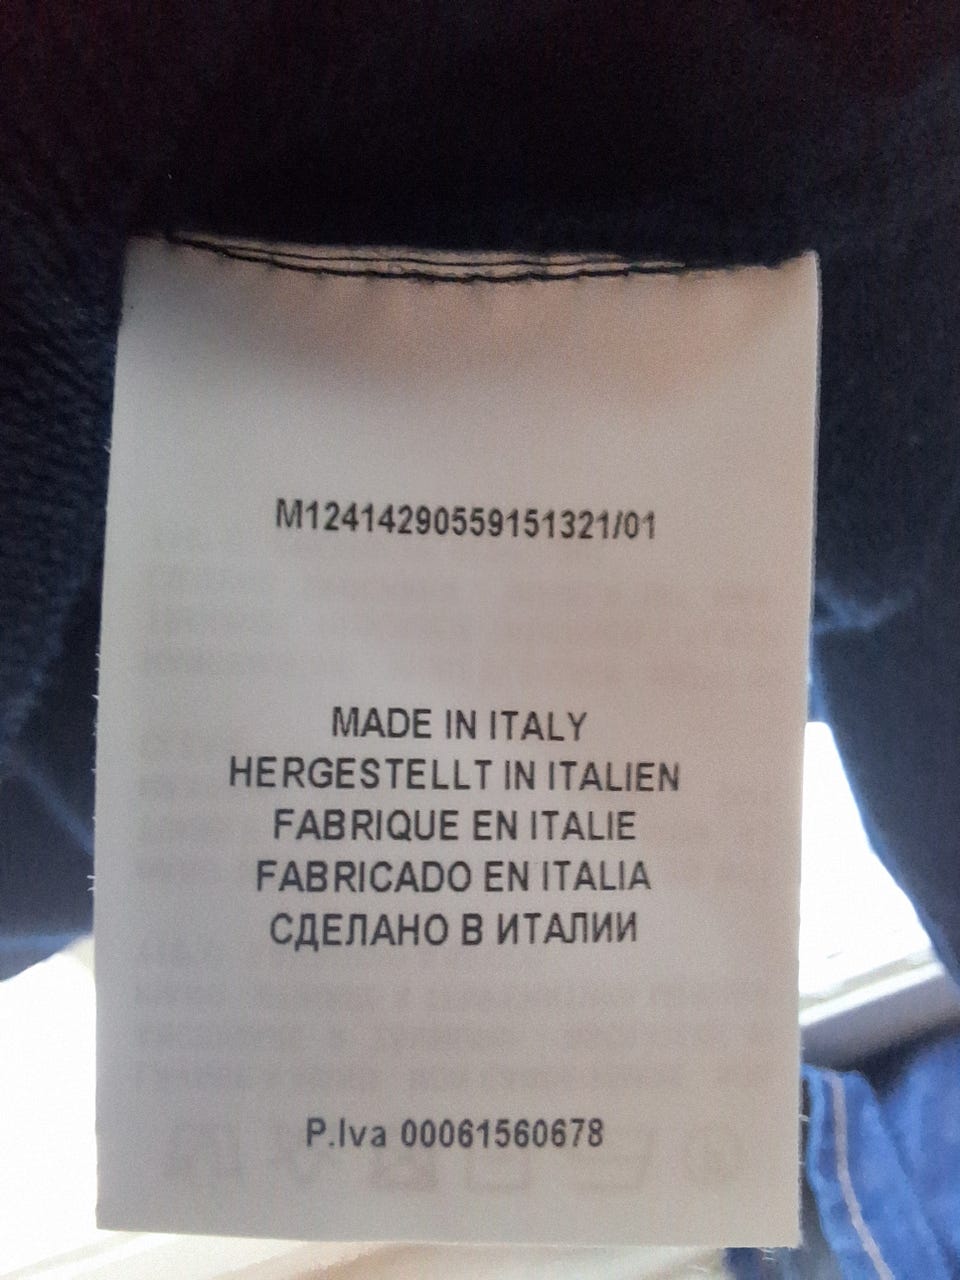 M12414290559151321/01
MADE IN ITALY
HERGESTELLT IN ITALIEN
FABRIQUE EN ITALIE
FABRICADO EN ITALIA
СДЕЛАНО В ИТАЛИИ
P.Iva 00061560678